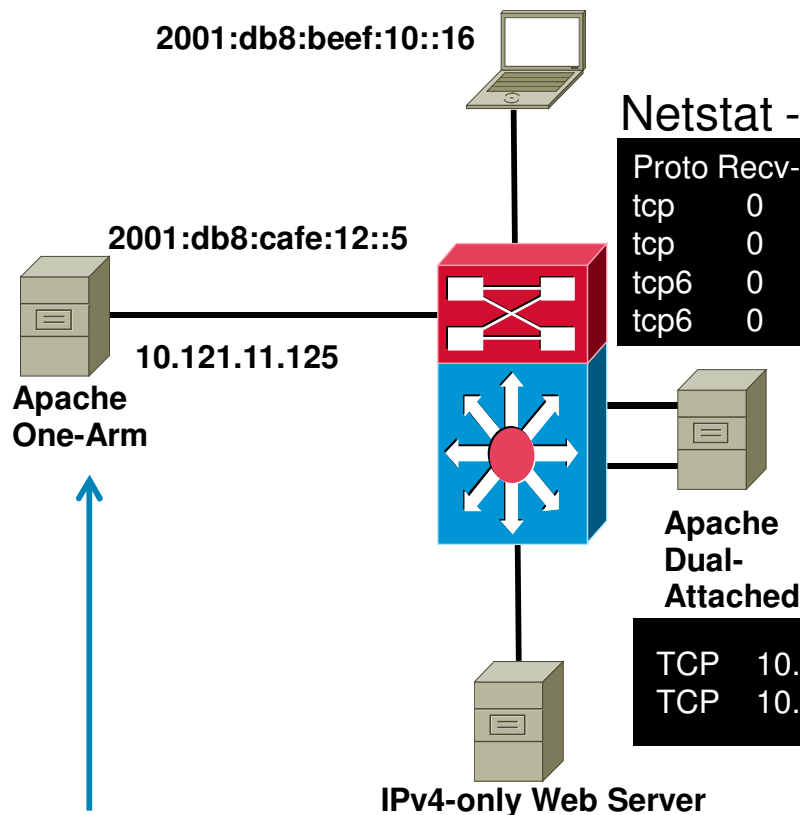 2001:db8:beef:10::16
Netstat -
Proto Recv-
tcp 0
tcp 0
tcp6 0
tcp6 0
2001:db8:cafe:12::5
10.121.11.125
Apache
One-Arm
Apache
Dual-
Attached
TCP 10.
TCP 10.
IPv4-only Web Server